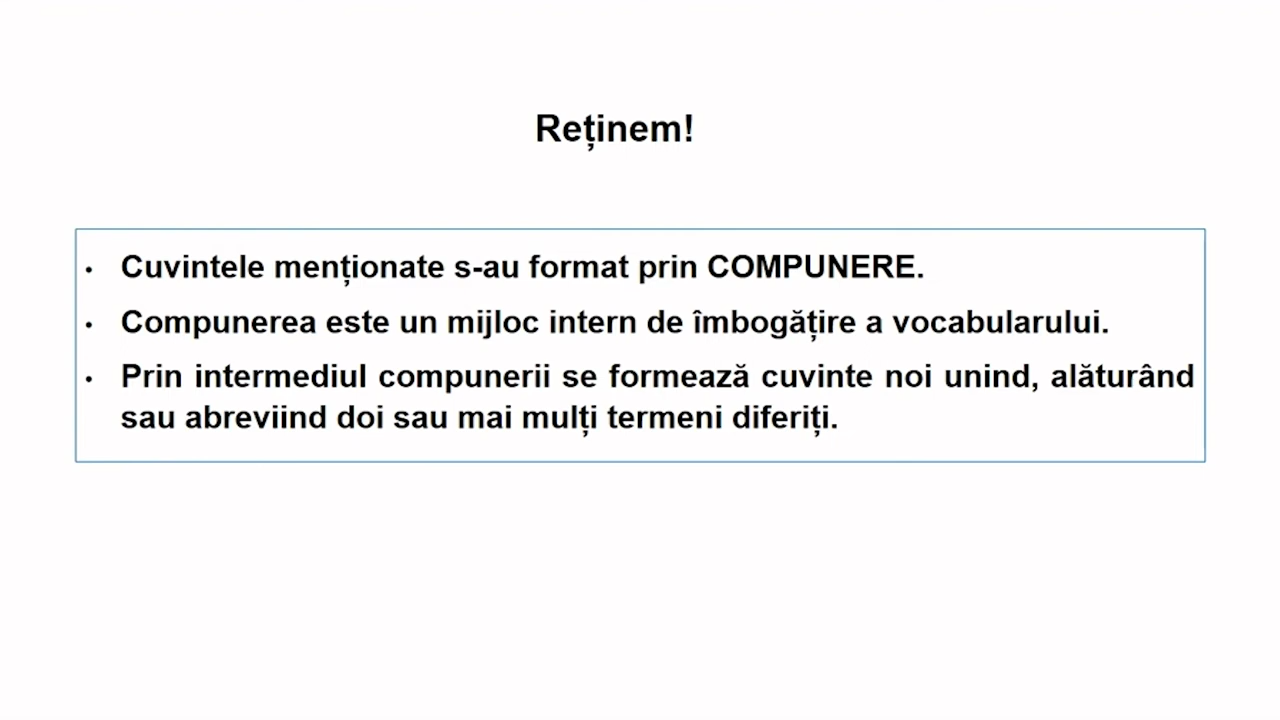 Reținem!
• Cuvintele menționate s-au format prin COMPUNERE.
• Compunerea este un mijloc intern de îmbogățire a vocabularului.
• Prin intermediul compunerii se formează cuvinte noi unind, alăturând
sau abreviind doi sau mai mulți termeni diferiți.